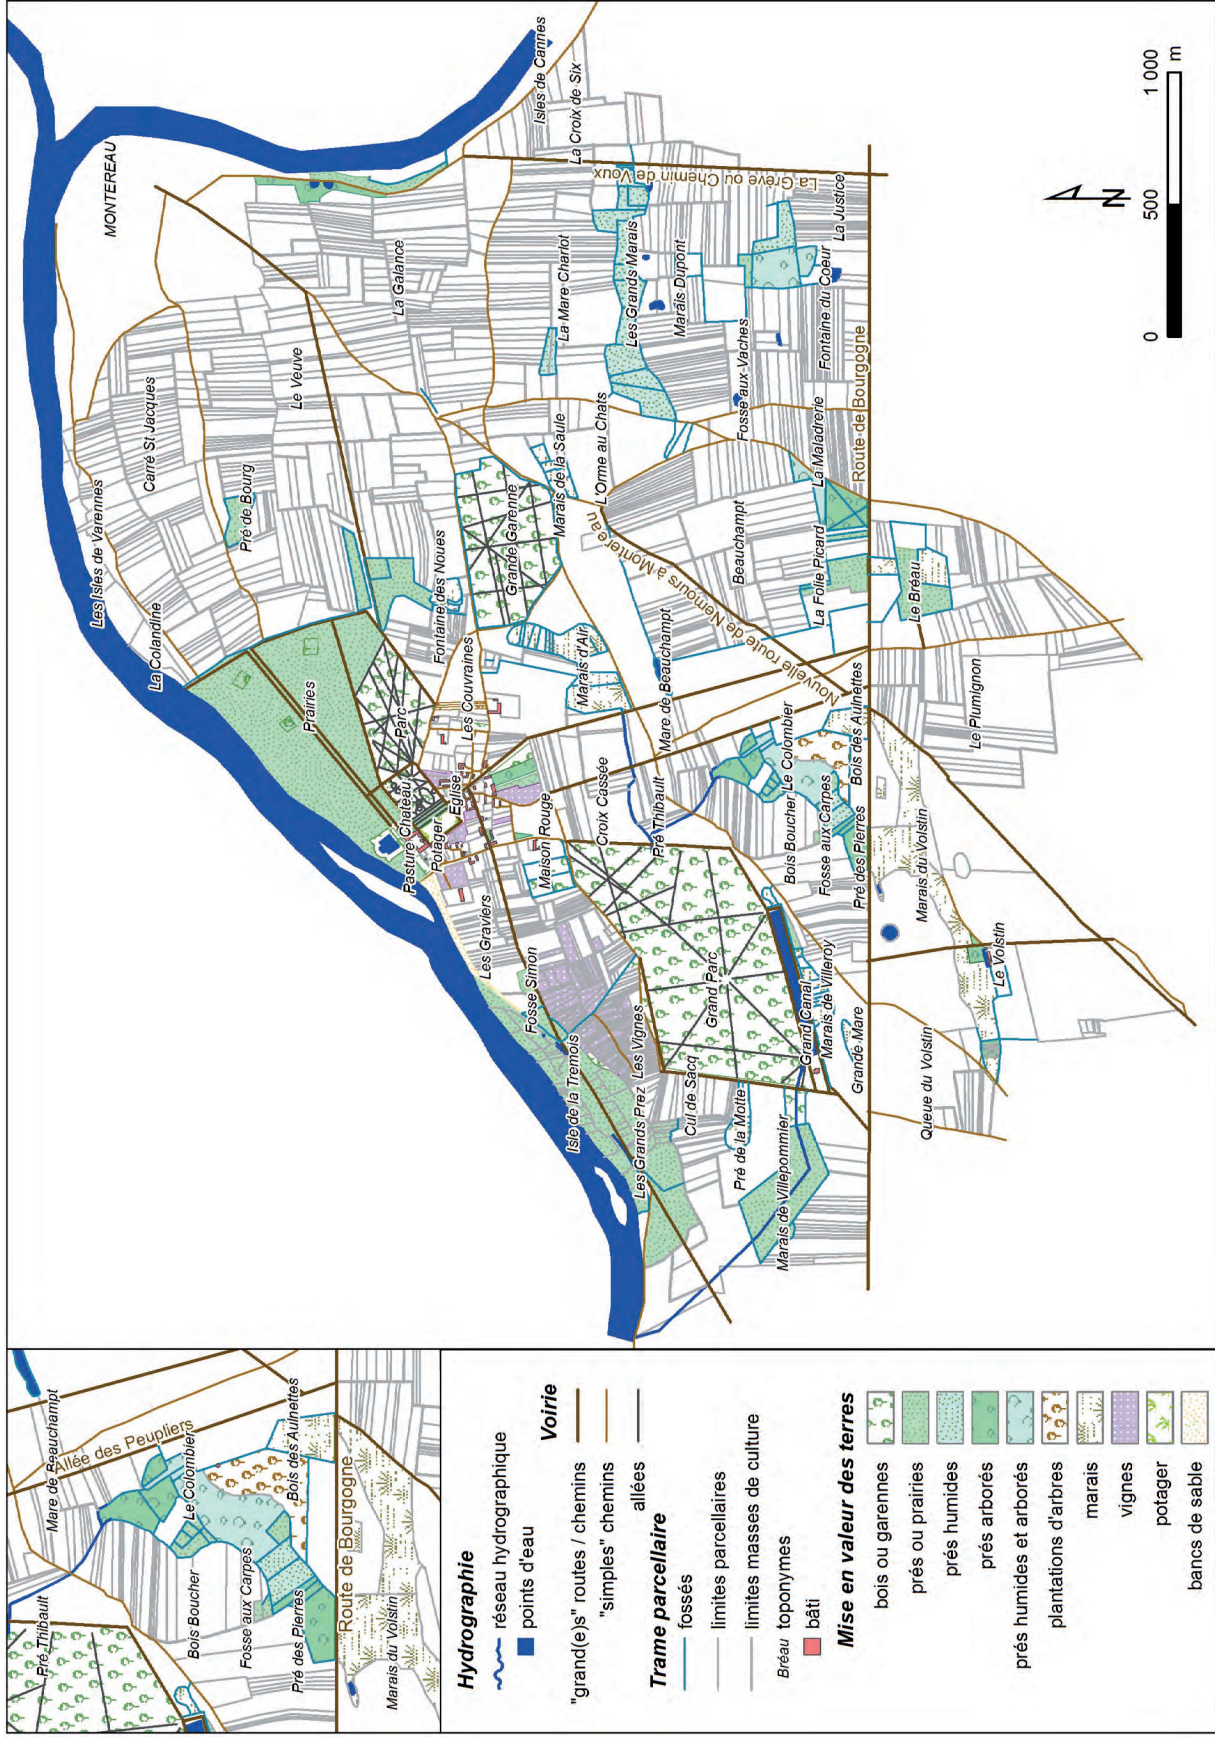 MONTEREAU
Isles de Cannes
La Croix de Six
La Grève ou Chemin de Voux
La Justice
La Galance
La Mare Charlot
Les Grands Marais
Marais Dupont
Fontaine du Coeur
Carré St Jacques
Le Veuve
Fosse aux Vaches
Route de Bourgogne
Les Isles de Varennes
Pré de Bourg
Marais de la Saule
L'Orme au Chats
La Maladrerie
La Colandine
Fontaine des Noues
Grande Garenne
Beauchampt
La Folie Picard
Le Bréau
Prairies
Parc
Les Couvraines
Marais d'Air
Mare de Beauchampt
Nouvelle route de Nemours à Montereau
Le Plumignon
Pasture
Chateau
Potager
Eglise
Maison Rouge
Croix Cassée
Pré Thibault
Bois Boucher
Le Colombier
Fosse aux Carpes
Bois des Aulnettes
Pré des Pierres
Marais du Volstin
Les Graviers
Fosse Simon
Isle de la Tremois
Les Vignes
Grand Parc
Grand Canal
Marais de Villeroy
Grande Mare
Le Volstin
Queue du Volstin
Les Grands Prez
Cul de Sacq
Pré de la Motte
Marais de Villepommier
N
0 500 1 000
m
Mare de Beauchampt
Allée des Peupliers
Pré Thibault
Le Colombier
Bois Boucher
Bois des Aulnettes
Fosse aux Carpes
Pré des Pierres
Route de Bourgogne
Marais du Volstin
Hydrographie
réseau hydrographique
points d'eau
Voirie
"grand(e)s" routes / chemins
"simples" chemins
allées
Trame parcellaire
fossés
limites parcellaires
limites masses de culture
Bréau toponymes
bâti
Mise en valeur des terres
bois ou garennes
prés ou prairies
prés humides
prés arborés
prés humides et arborés
plantations d'arbres
marais
vignes
potager
bancs de sable